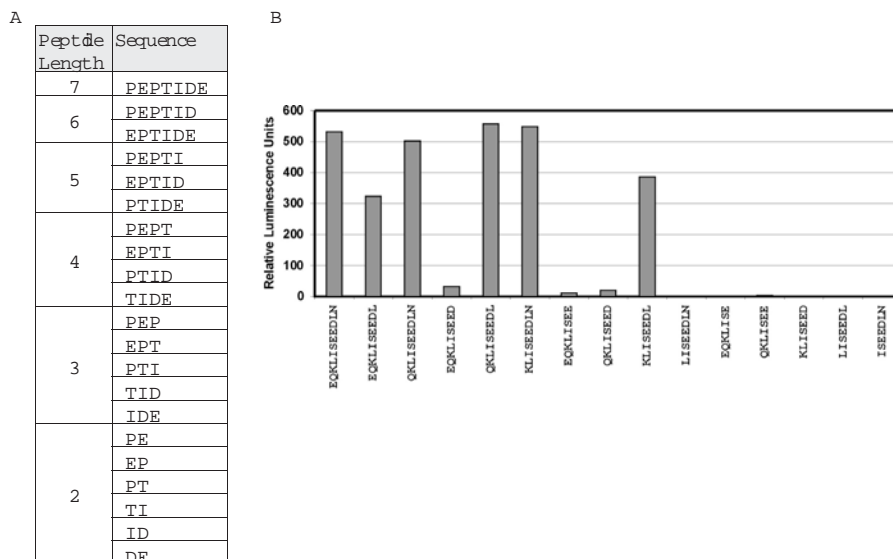 A
B
Peptide Length
Sequence
7
PEPTIDE
6
PEPTID
EPTIDE
5
PEPTI
EPTID
PTIDE
4
PEPT
EPTI
PTID
TIDE
3
PEP
EPT
PTI
TID
IDE
2
PE
EP
PT
TI
ID
DE
Relative Luminescence Units
600
500
400
300
200
100
0
EQKLISEEDLN
EQKLISEEDL
QKLISEEDLN
EQKLISEED
QKLISEEDL
KLISEEDLN
EQKLISEE
QKLISEED
KLISEEDL
LISEEDLN
EQKLISE
QKLISEE
KLISEED
LISEEDL
ISEEDLN